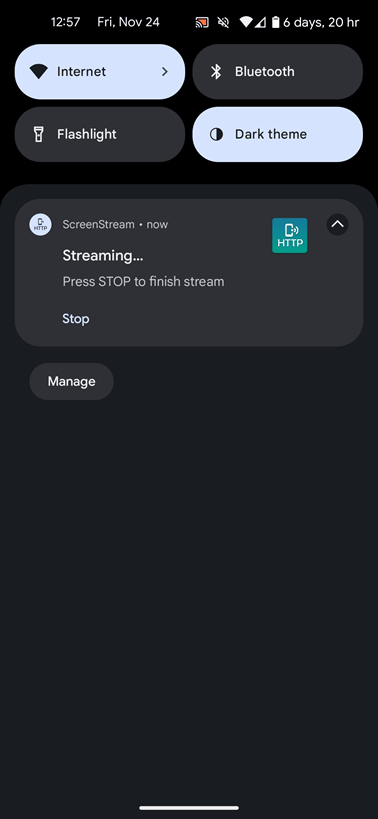 12:57 Fri, Nov 24 6 days, 20 hr
Internet Bluetooth
Flashlight Dark theme
HTTP ScreenStream • now
HTTP
Streaming...
Press STOP to finish stream
Stop
Manage